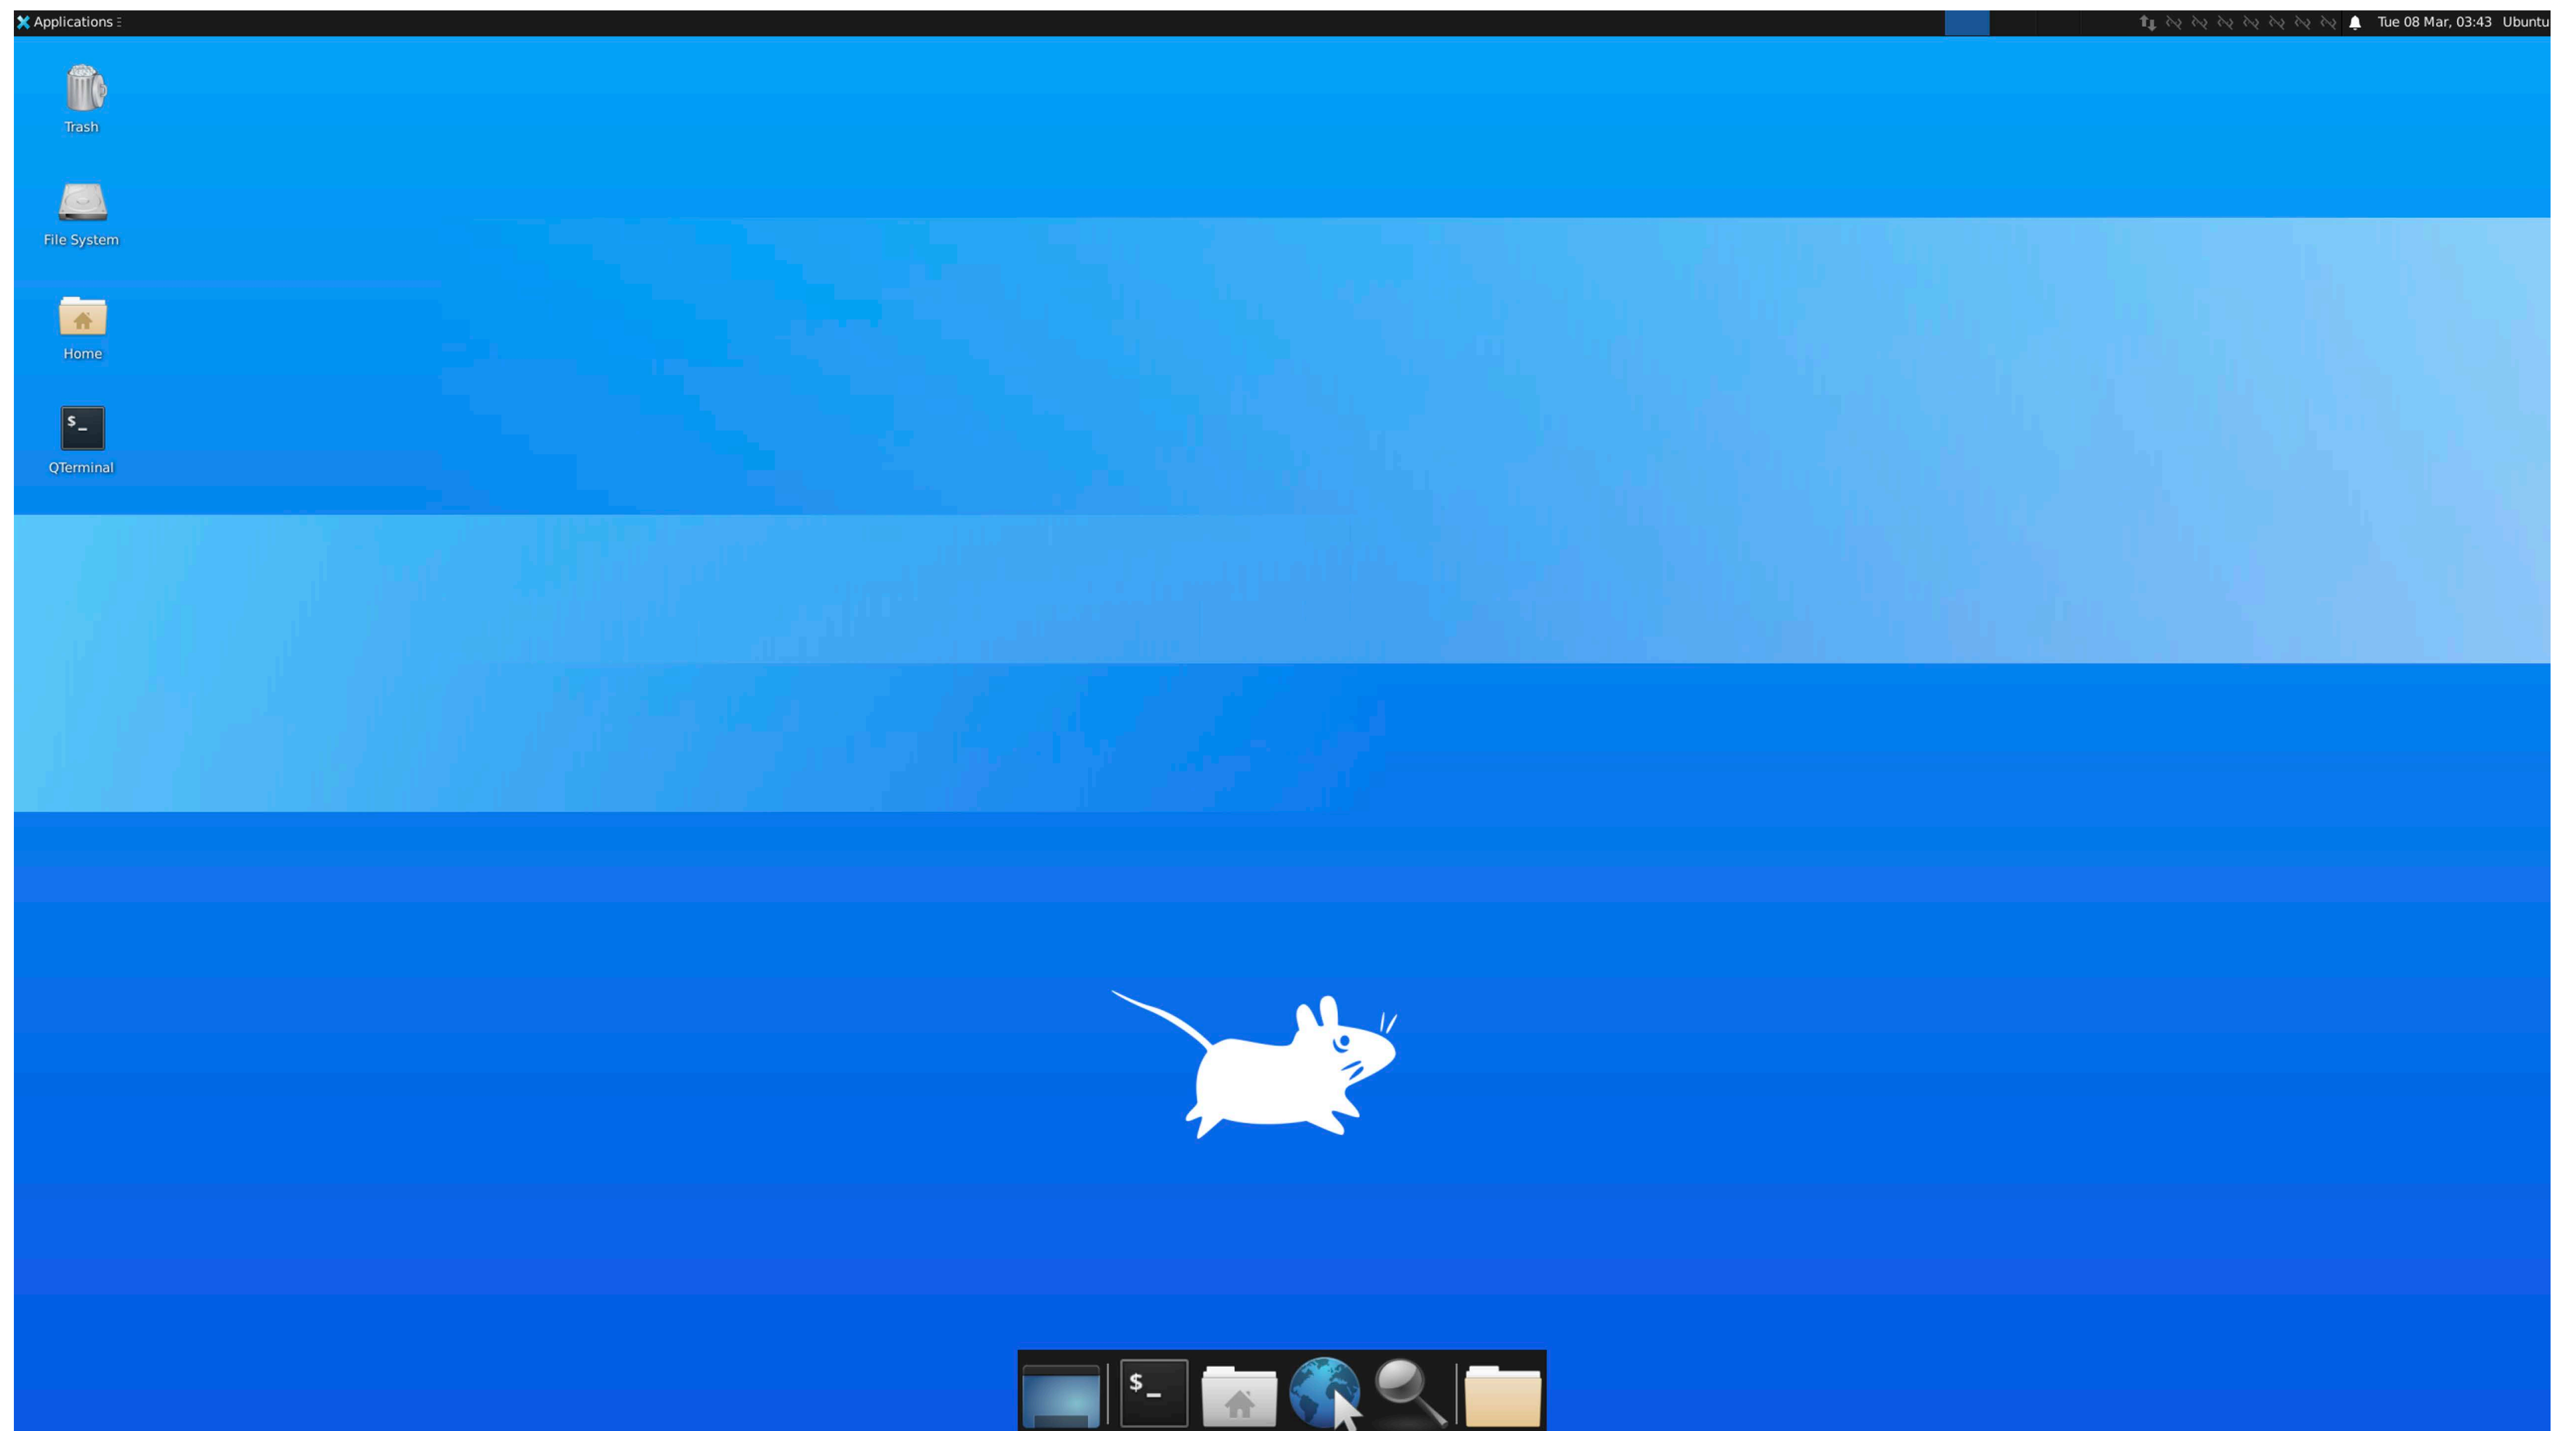 Applications
Tue 08 Mar, 03:43 Ubuntu
Trash
File System
Home
$_
QTerminal
$_